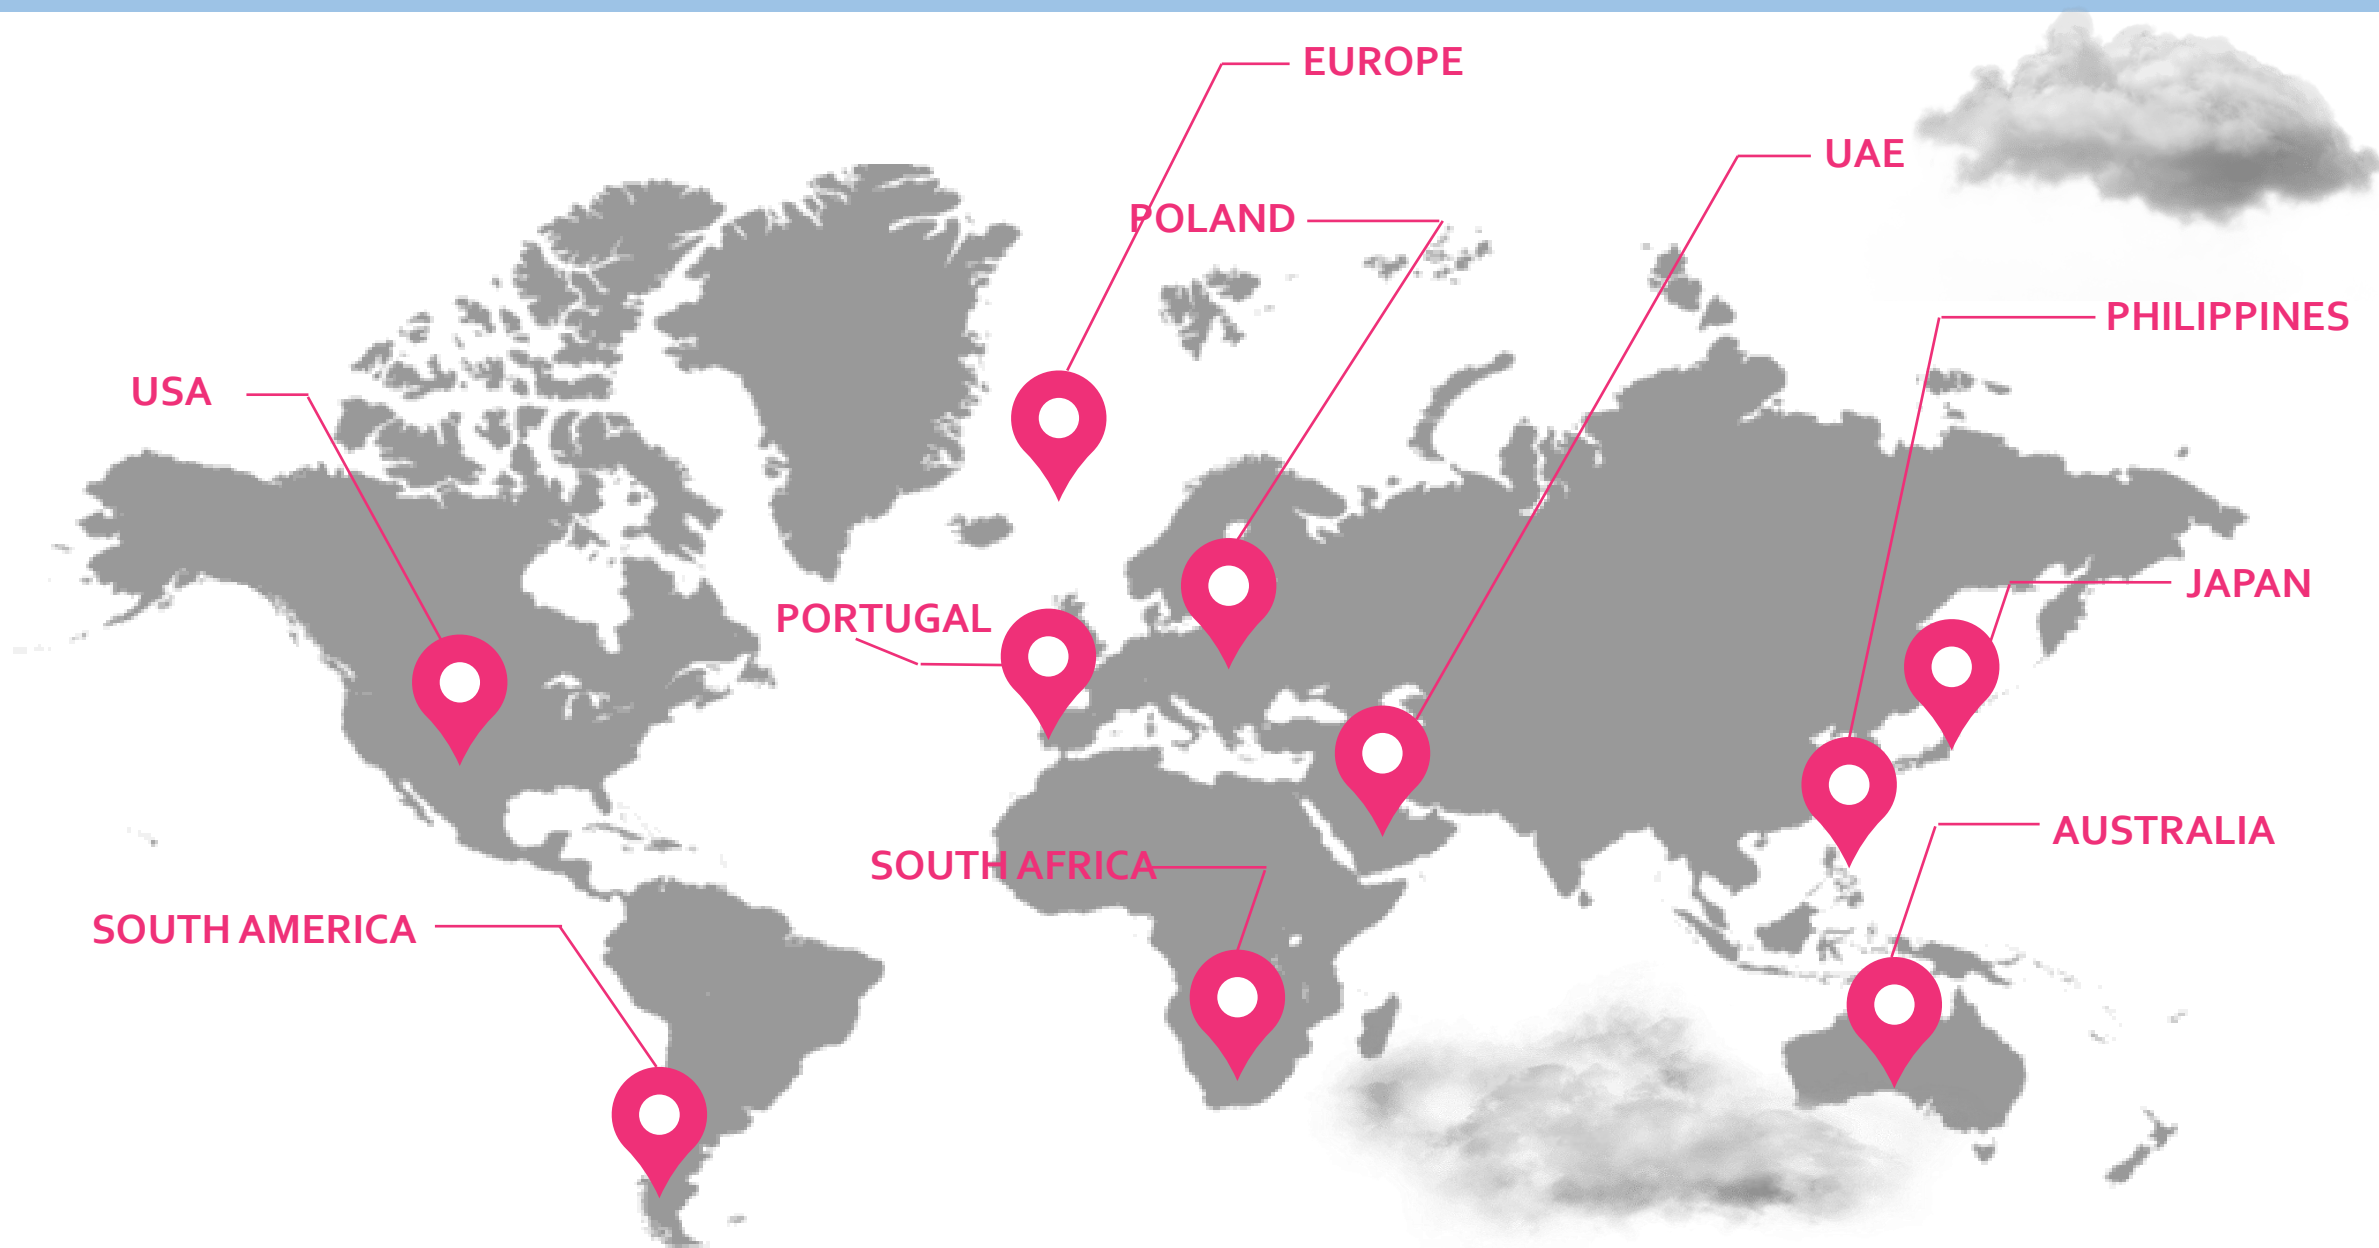 EUROPE
UAE
POLAND
PHILIPPINES
USA
JAPAN
PORTUGAL
AUSTRALIA
SOUTH AFRICA
SOUTH AMERICA